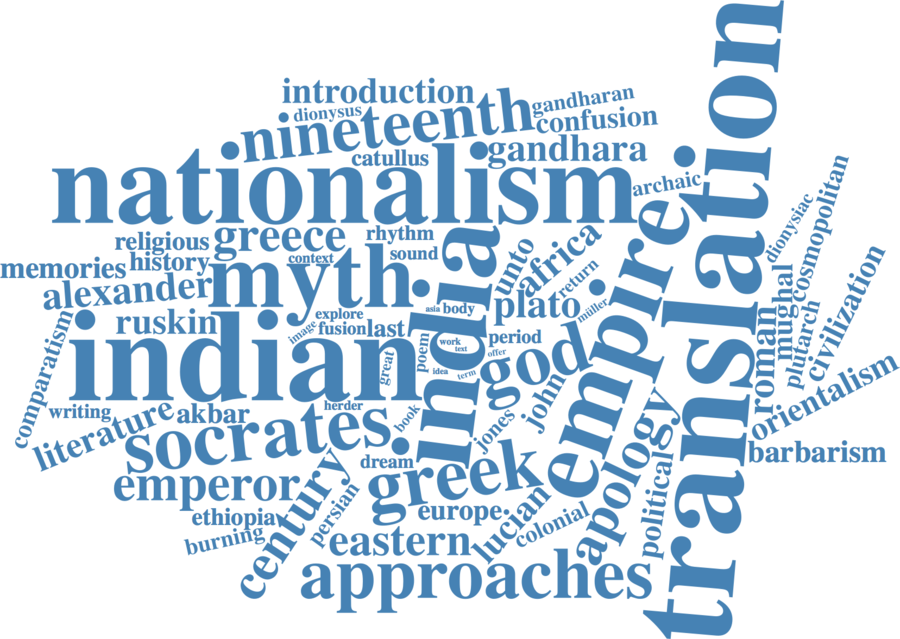 introduction
dionysus
gandharan
nineteenth
confusion
catullus
gandhara
nationalism
archaic
translation
religious
greece
rhythm
memories
history
context
sound
india
unto
africa
empire
dionysiac
cosmopolitan
alexander
myth
asia
body
plato
return
müller
mughal
roman
plutarch
civilization
comparatism
ruskin
image
explore
fusion
last
indian
great
poem
work
text
period
offer
idea
term
god
john
orientalism
writing
literature
akbar
herder
book
jones
socrates
barbarism
emperor
century
dream
greek
apology
political
ethiopia
burning
persian
europe
lucian
colonial
eastern
approaches